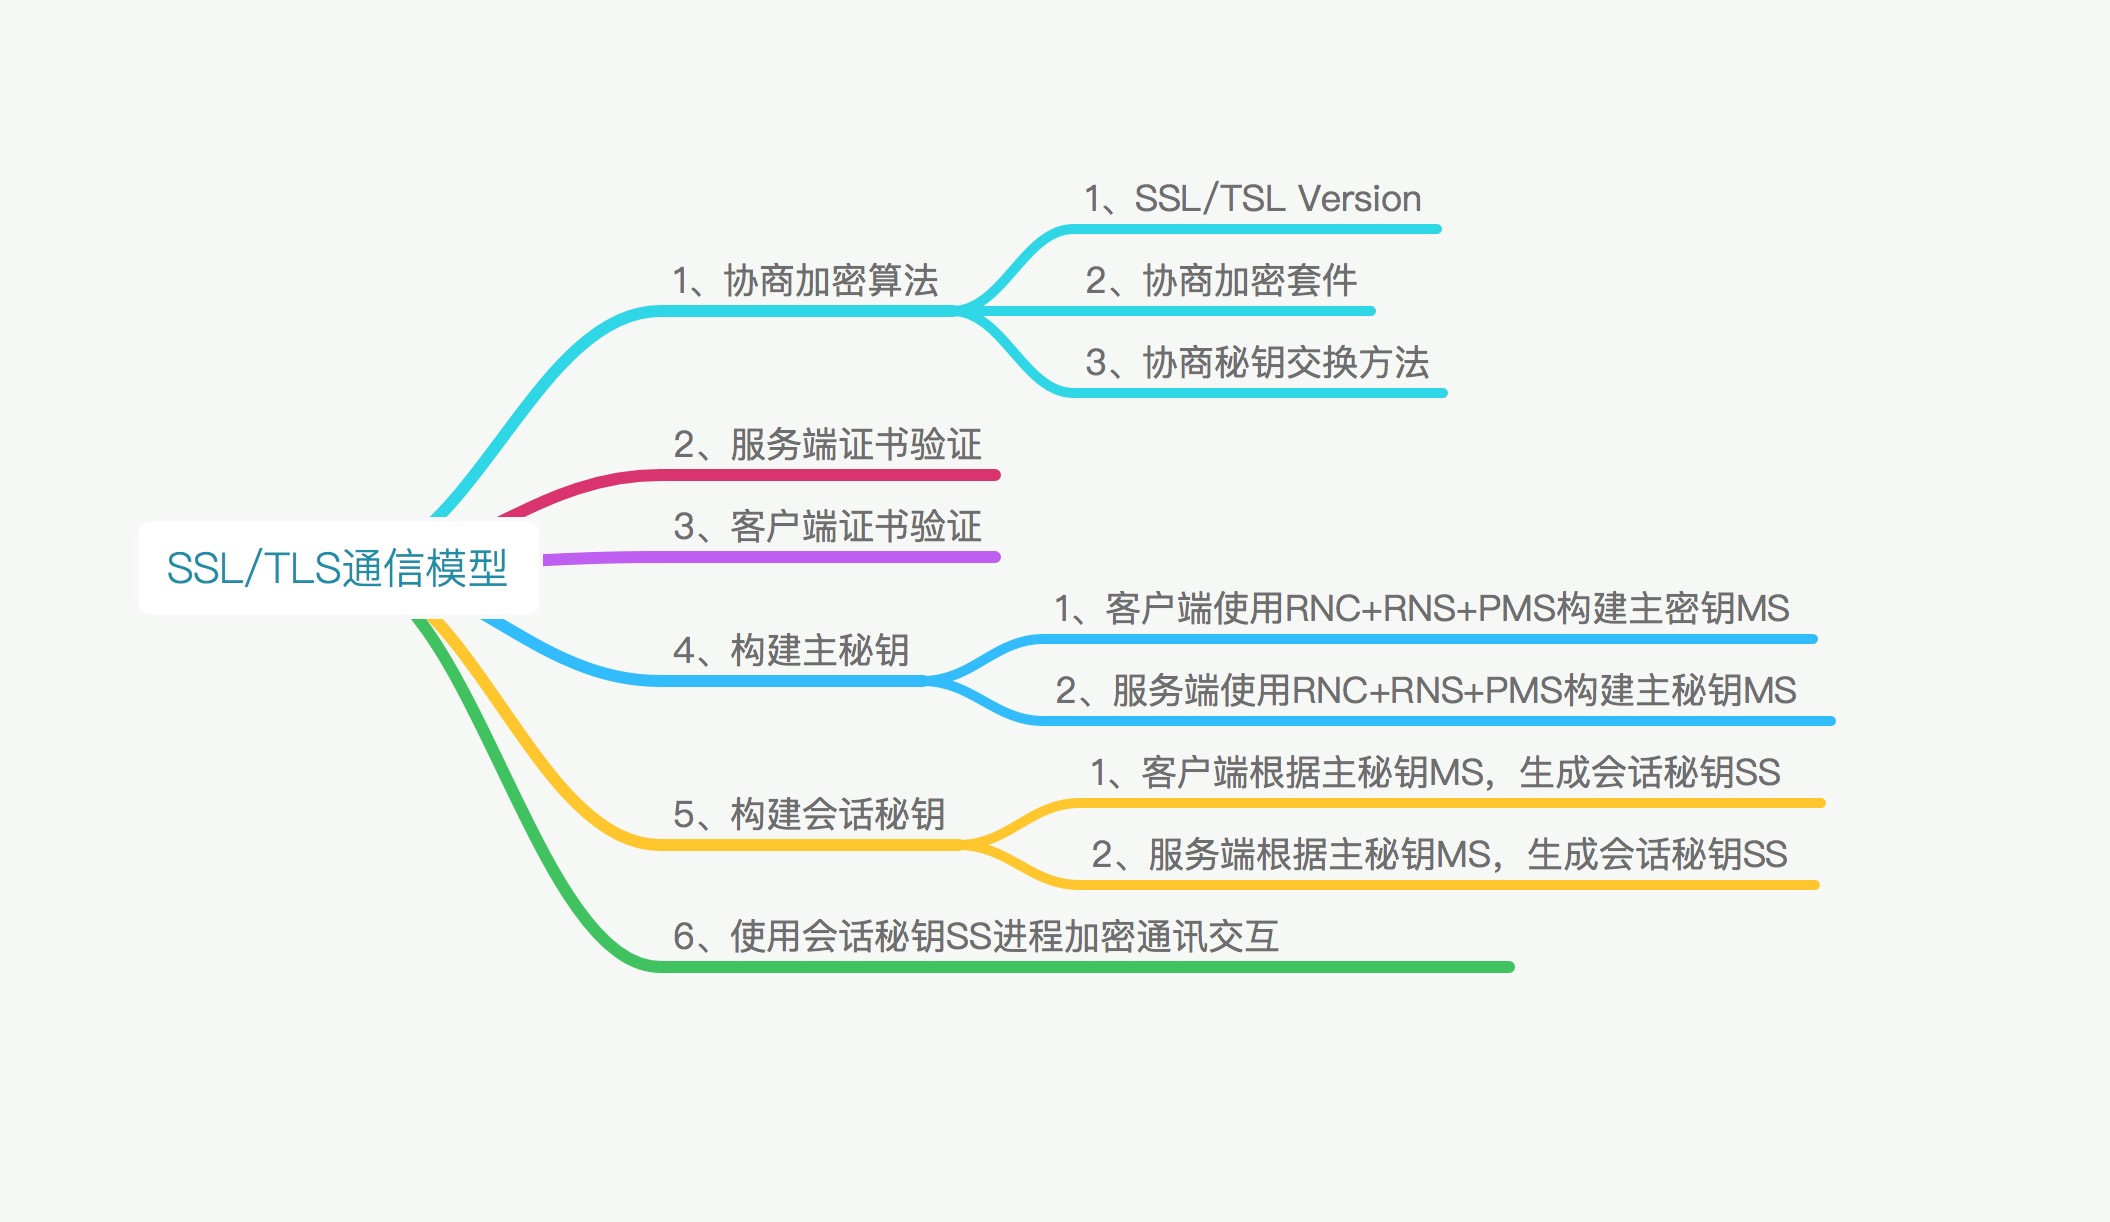 SSL/TLS通信模型
1、协商加密算法
1、SSL/TSL Version
2、协商加密套件
3、协商秘钥交换方法
2、服务端证书验证
3、客户端证书验证
4、构建主秘钥
1、客户端使用RNC+RNS+PMS构建主密钥MS
2、服务端使用RNC+RNS+PMS构建主秘钥MS
5、构建会话秘钥
1、客户端根据主秘钥MS，生成会话秘钥SS
2、服务端根据主秘钥MS，生成会话秘钥SS
6、使用会话秘钥SS进程加密通讯交互